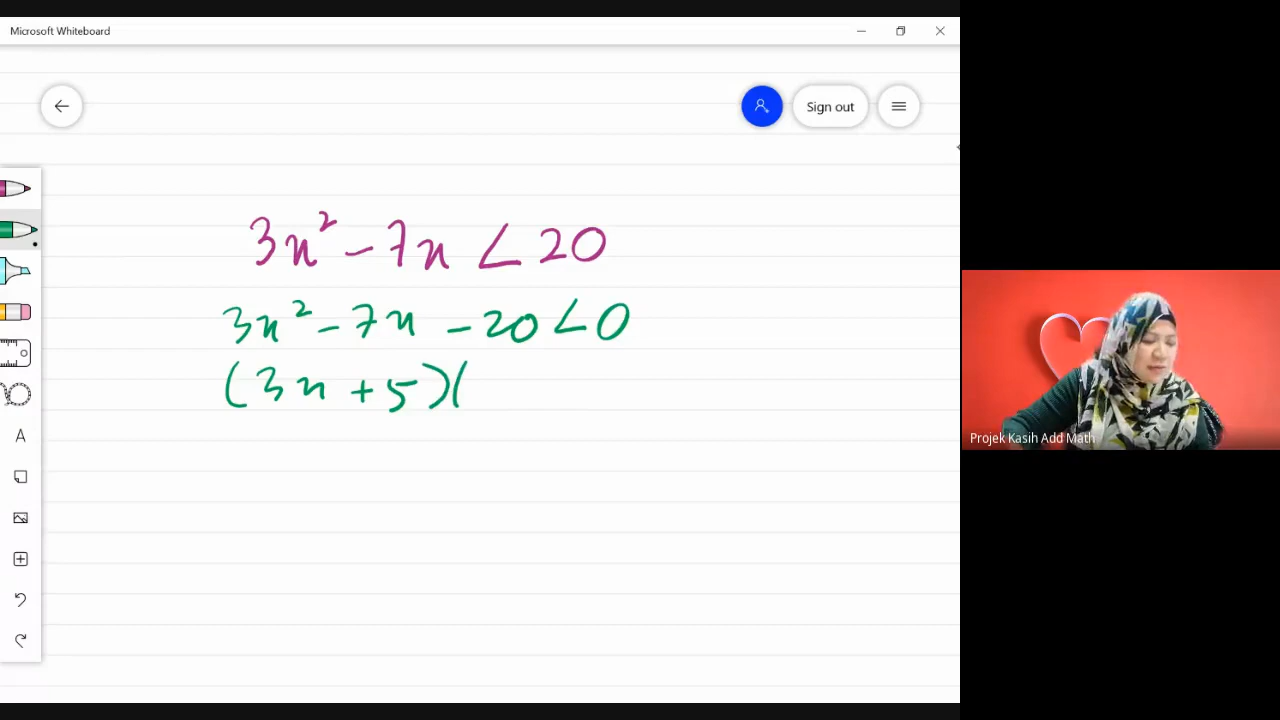 Microsoft Whiteboard
Sign out
3x² - 7x < 20
3x² - 7x - 20 < 0
(3x + 5)(
A
Projek Kasih Add Math